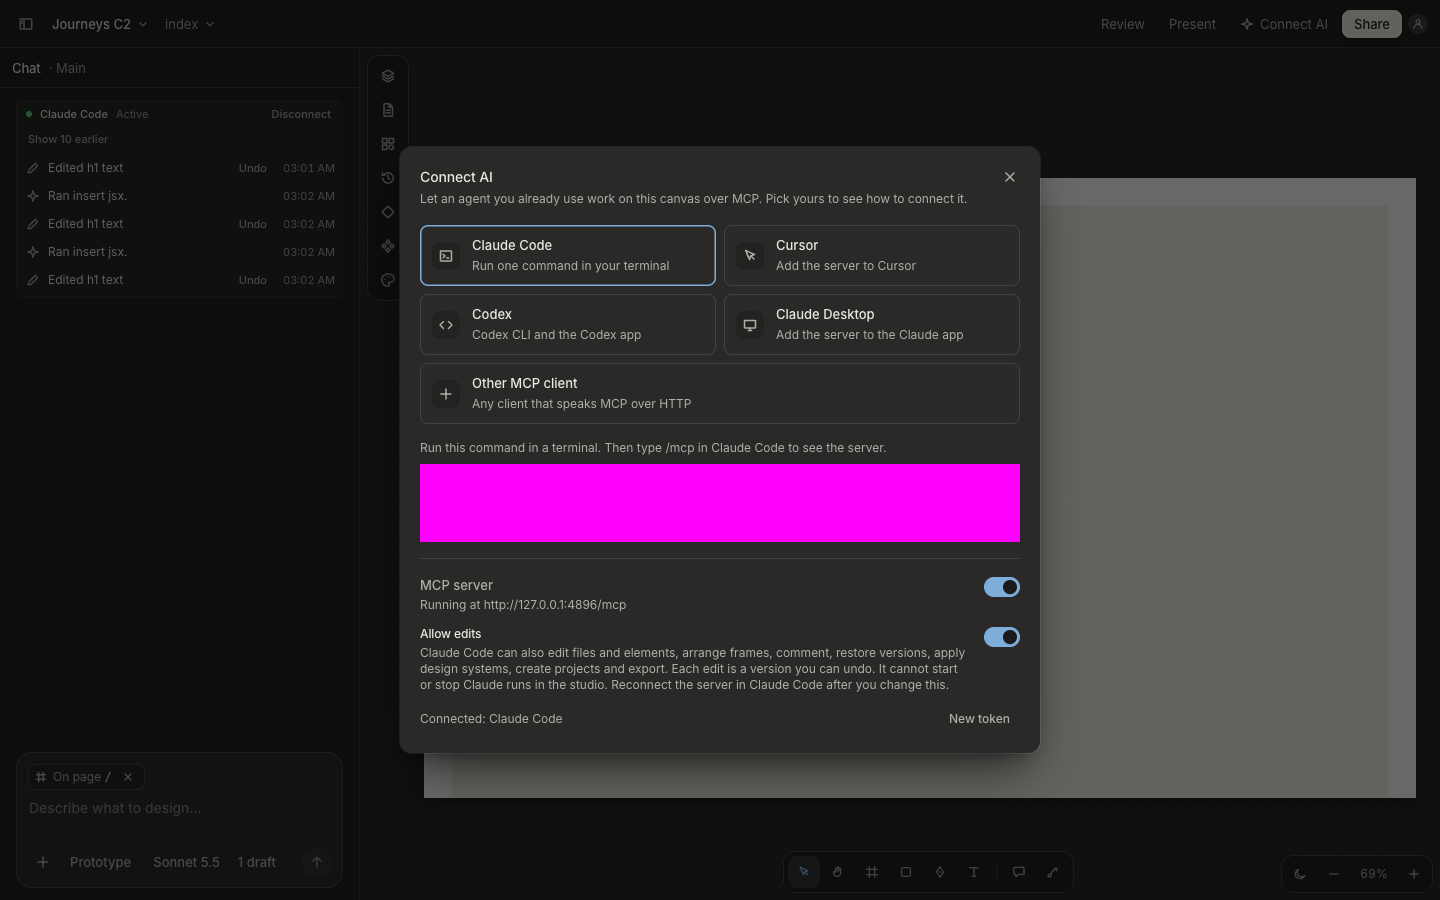 Journeys C2
index
Review
Present
Connect AI
Share
Chat · Main
Claude Code Active Disconnect
Show 10 earlier
Edited h1 text Undo 03:01 AM
Ran insert jsx. 03:02 AM
Edited h1 text Undo 03:02 AM
Ran insert jsx. 03:02 AM
Edited h1 text Undo 03:02 AM
Connect AI
Let an agent you already use work on this canvas over MCP. Pick yours to see how to connect it.
Claude Code
Run one command in your terminal
Cursor
Add the server to Cursor
Codex
Codex CLI and the Codex app
Claude Desktop
Add the server to the Claude app
Other MCP client
Any client that speaks MCP over HTTP
Run this command in a terminal. Then type /mcp in Claude Code to see the server.
MCP server
Running at http://127.0.0.1:4896/mcp
Allow edits
Claude Code can also edit files and elements, arrange frames, comment, restore versions, apply
design systems, create projects and export. Each edit is a version you can undo. It cannot start
or stop Claude runs in the studio. Reconnect the server in Claude Code after you change this.
Connected: Claude Code
New token
On page /
Describe what to design...
Prototype Sonnet 5.5 1 draft
69%